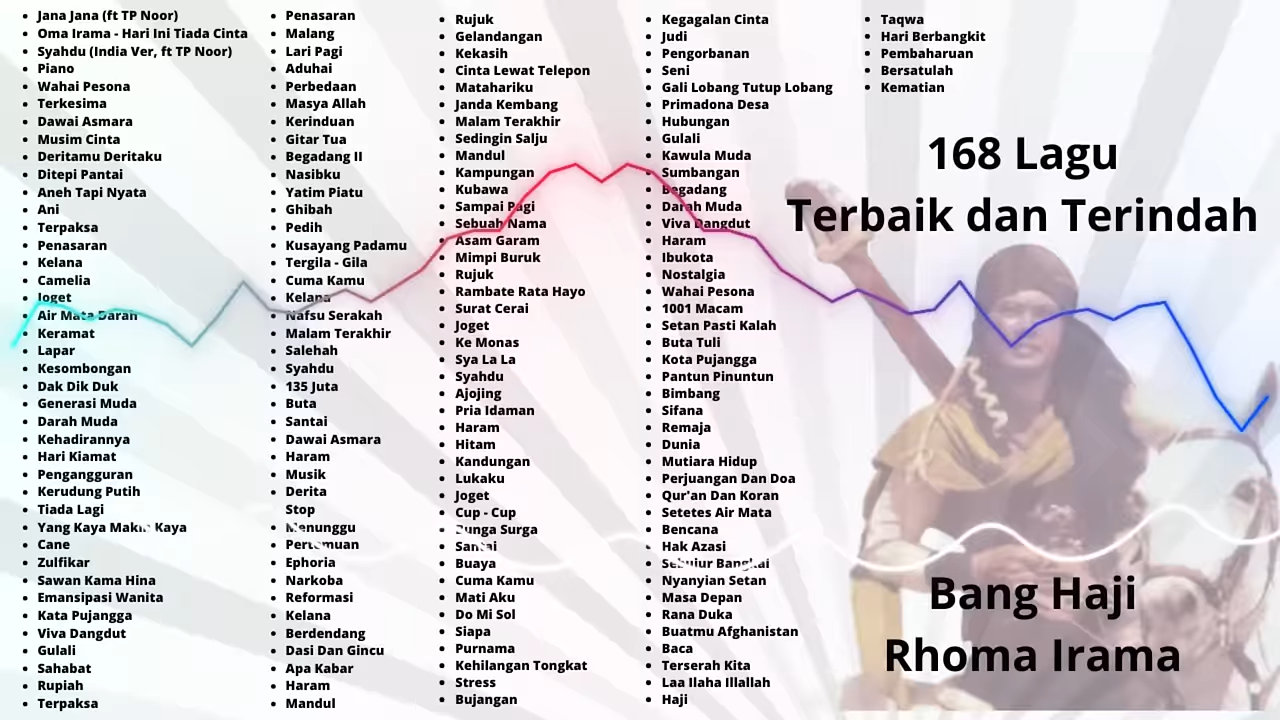 Jana Jana (ft TP Noor)
Oma Irama - Hari Ini Tiada Cinta
Syahdu (India Ver, ft TP Noor)
Piano
Wahai Pesona
Terkesima
Dawai Asmara
Musim Cinta
Deritamu Deritaku
Ditepi Pantai
Aneh Tapi Nyata
Ani
Terpaksa
Penasaran
Kelana
Camelia
Joget
Air Mata Darah
Keramat
Lapar
Kesombongan
Dak Dik Duk
Generasi Muda
Darah Muda
Kehadirannya
Hari Kiamat
Pengangguran
Kerudung Putih
Tiada Lagi
Yang Kaya Makin Kaya
Cane
Zulfikar
Sawan Kama Hina
Emansipasi Wanita
Kata Pujangga
Viva Dangdut
Gulali
Sahabat
Rupiah
Terpaksa
Penasaran
Malang
Lari Pagi
Aduhai
Perbedaan
Masya Allah
Kerinduan
Gitar Tua
Begadang II
Nasibku
Yatim Piatu
Ghibah
Pedih
Kusayang Padamu
Tergila - Gila
Cuma Kamu
Kelana
Nafsu Serakah
Malam Terakhir
Salehah
Syahdu
135 Juta
Buta
Santai
Dawai Asmara
Haram
Musik
Derita
Stop
Menunggu
Pertemuan
Ephoria
Narkoba
Reformasi
Kelana
Berdendang
Dasi Dan Gincu
Apa Kabar
Haram
Mandul
Rujuk
Gelandangan
Kekasih
Cinta Lewat Telepon
Matahariku
Janda Kembang
Malam Terakhir
Sedingin Salju
Mandul
Kampungan
Kubawa
Sampai Pagi
Sebuah Nama
Asam Garam
Mimpi Buruk
Rujuk
Rambate Rata Hayo
Surat Cerai
Joget
Ke Monas
Sya La La
Syahdu
Ajojing
Pria Idaman
Haram
Hitam
Kandungan
Lukaku
Joget
Cup - Cup
Bunga Surga
Santai
Buaya
Cuma Kamu
Mati Aku
Do Mi Sol
Siapa
Purnama
Kehilangan Tongkat
Stress
Bujangan
Kegagalan Cinta
Judi
Pengorbanan
Seni
Gali Lobang Tutup Lobang
Primadona Desa
Hubungan
Gulali
Kawula Muda
Sumbangan
Begadang
Darah Muda
Viva Dangdut
Haram
Ibukota
Nostalgia
Wahai Pesona
1001 Macam
Setan Pasti Kalah
Buta Tuli
Kota Pujangga
Pantun Pinuntun
Bimbang
Sifana
Remaja
Dunia
Mutiara Hidup
Perjuangan Dan Doa
Qur'an Dan Koran
Setetes Air Mata
Bencana
Hak Azasi
Sebujur Bangkai
Nyanyian Setan
Masa Depan
Rana Duka
Buatmu Afghanistan
Baca
Terserah Kita
Laa Ilaha Illallah
Haji
Taqwa
Hari Berbangkit
Pembaharuan
Bersatulah
Kematian
168 Lagu
Terbaik dan Terindah
Bang Haji
Rhoma Irama